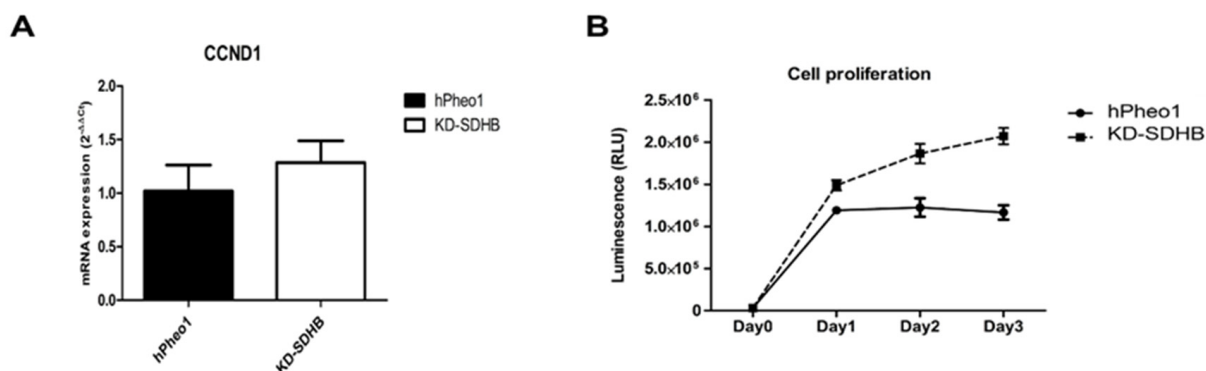 A
CCND1
mRNA expression (2^-ΔΔCt)
2.0
1.5
1.0
0.5
0.0
hPheo1
KD-SDHB
hPheo1
KD-SDHB
B
Cell proliferation
Luminescence (RLU)
2.5×10⁶
2.0×10⁶
1.5×10⁶
1.0×10⁶
5.0×10⁵
0
Day0 Day1 Day2 Day3
hPheo1
KD-SDHB